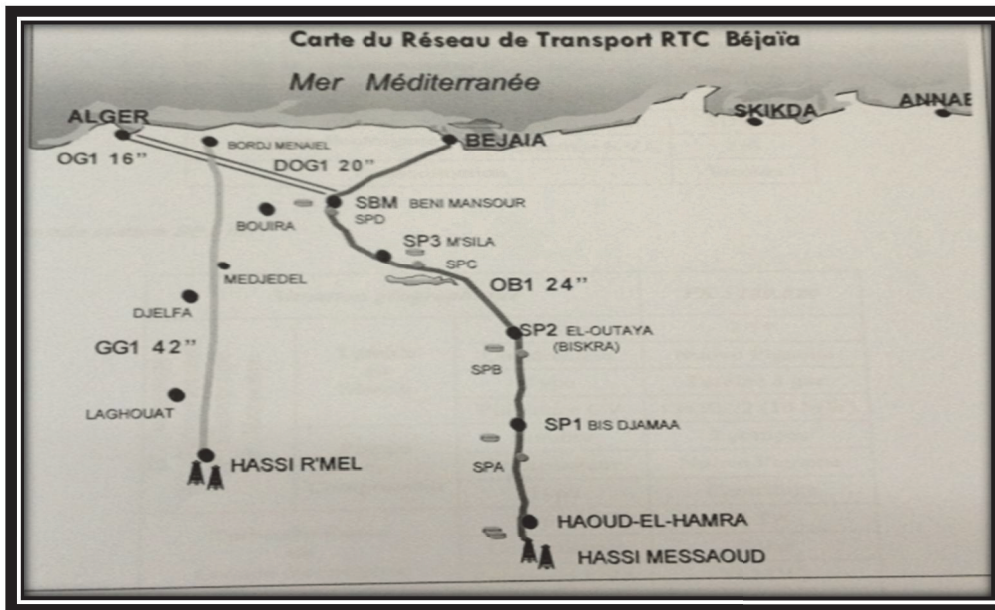 Carte du Réseau de Transport RTC Béjaïa
Mer Méditerranée
ALGER
SKIKDA
ANNAE
BORDJ MENAIEL
BEJAIA
OG1 16”
DOG1 20”
SBM BENI MANSOUR
SPD
BOUIRA
SP3 M'SILA
SPC
MEDJEDEL
OB1 24”
DJELFA
SP2 EL-OUTAYA
(BISKRA)
GG1 42”
SPB
LAGHOUAT
SP1 BIS DJAMAA
SPA
HASSI R'MEL
HAOUD-EL-HAMRA
HASSI MESSAOUD